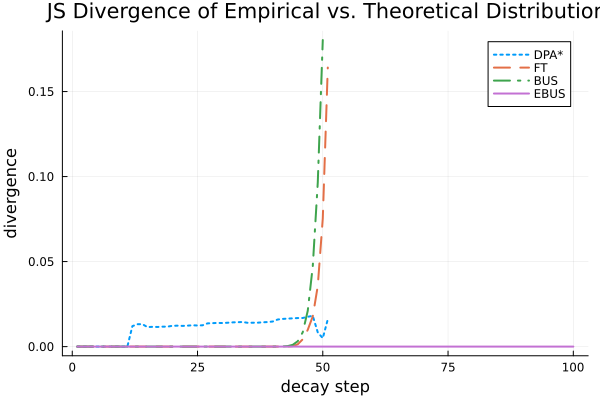 JS Divergence of Empirical vs. Theoretical Distribution
DPA*
FT
BUS
EBUS
0.15
0.10
0.05
0.00
divergence
0
25
50
75
100
decay step